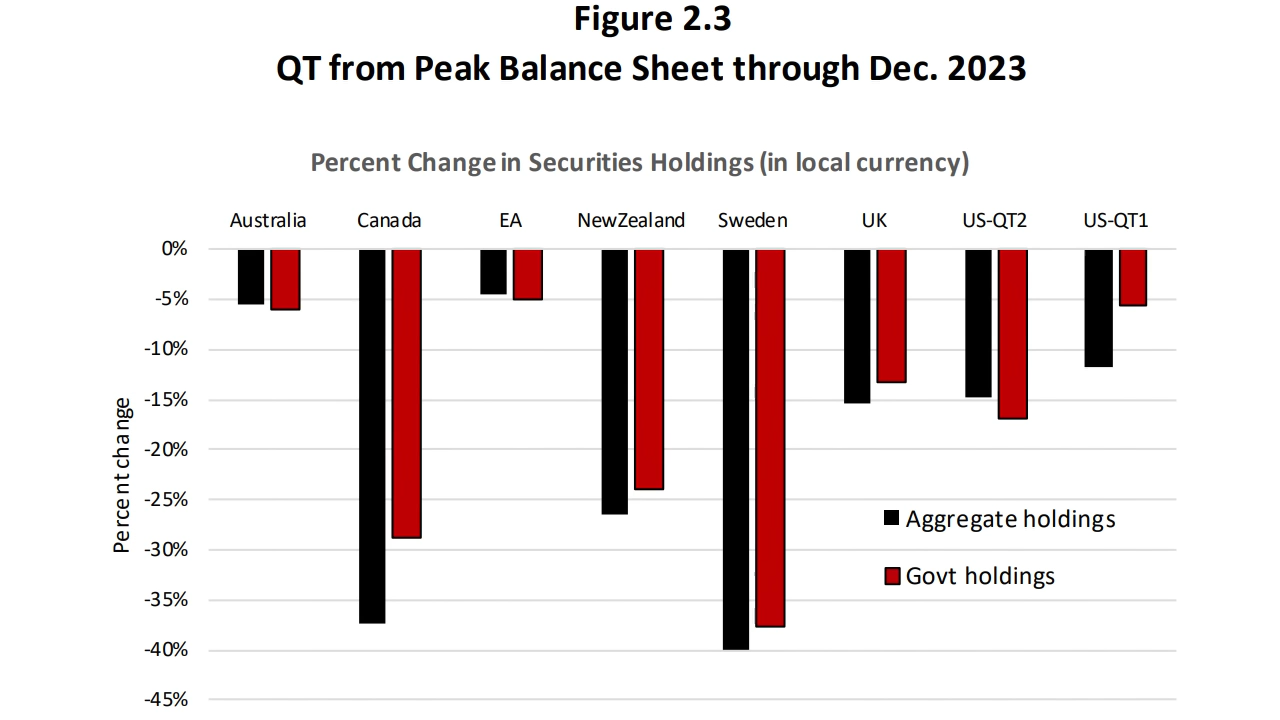 Figure 2.3
QT from Peak Balance Sheet through Dec. 2023
Percent Change in Securities Holdings (in local currency)
Australia Canada EA NewZealand Sweden UK US-QT2 US-QT1
0%
-5%
-10%
-15%
-20%
-25%
-30%
-35%
-40%
-45%
Percent change
Aggregate holdings
Govt holdings